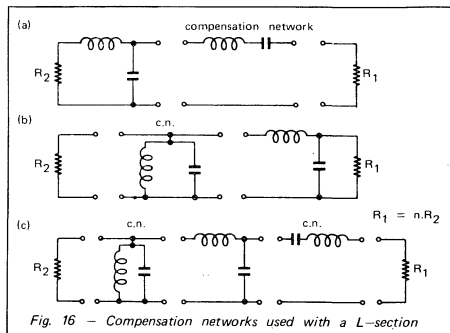 (a)
compensation network
R2
R1
(b)
c.n.
R2
R1
R1 = n.R2
(c)
c.n.
c.n.
R2
R1
Fig. 16 – Compensation networks used with a L–section